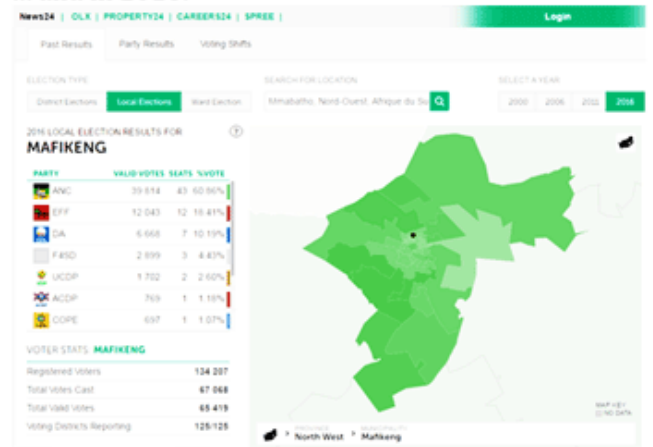 News24 | OLX | PROPERTY24 | CAREERS24 | SPREE |
Login
Past Results Party Results Voting Shifts
ELECTION TYPE
District Elections Local Elections Ward Election
SEARCH FOR LOCATION
Mmabatho, Nord-Ouest, Afrique du Su
SELECT A YEAR
2000 2006 2011 2016
2016 LOCAL ELECTION RESULTS FOR
MAFIKENG
?
PARTY VALID VOTES SEATS %VOTE
ANC 39 814 43 60.86%
EFF 12 043 12 18.41%
DA 6 668 7 10.19%
F4SD 2 899 3 4.43%
UCDP 1 702 2 2.60%
ACDP 769 1 1.18%
COPE 697 1 1.07%
VOTER STATS MAFIKENG
Registered Voters 134 207
Total Votes Cast 67 068
Total Valid Votes 65 419
Voting Districts Reporting 125/125
MAP KEY
NO DATA
PROVINCE MUNICIPALITY
> North West > Mafikeng